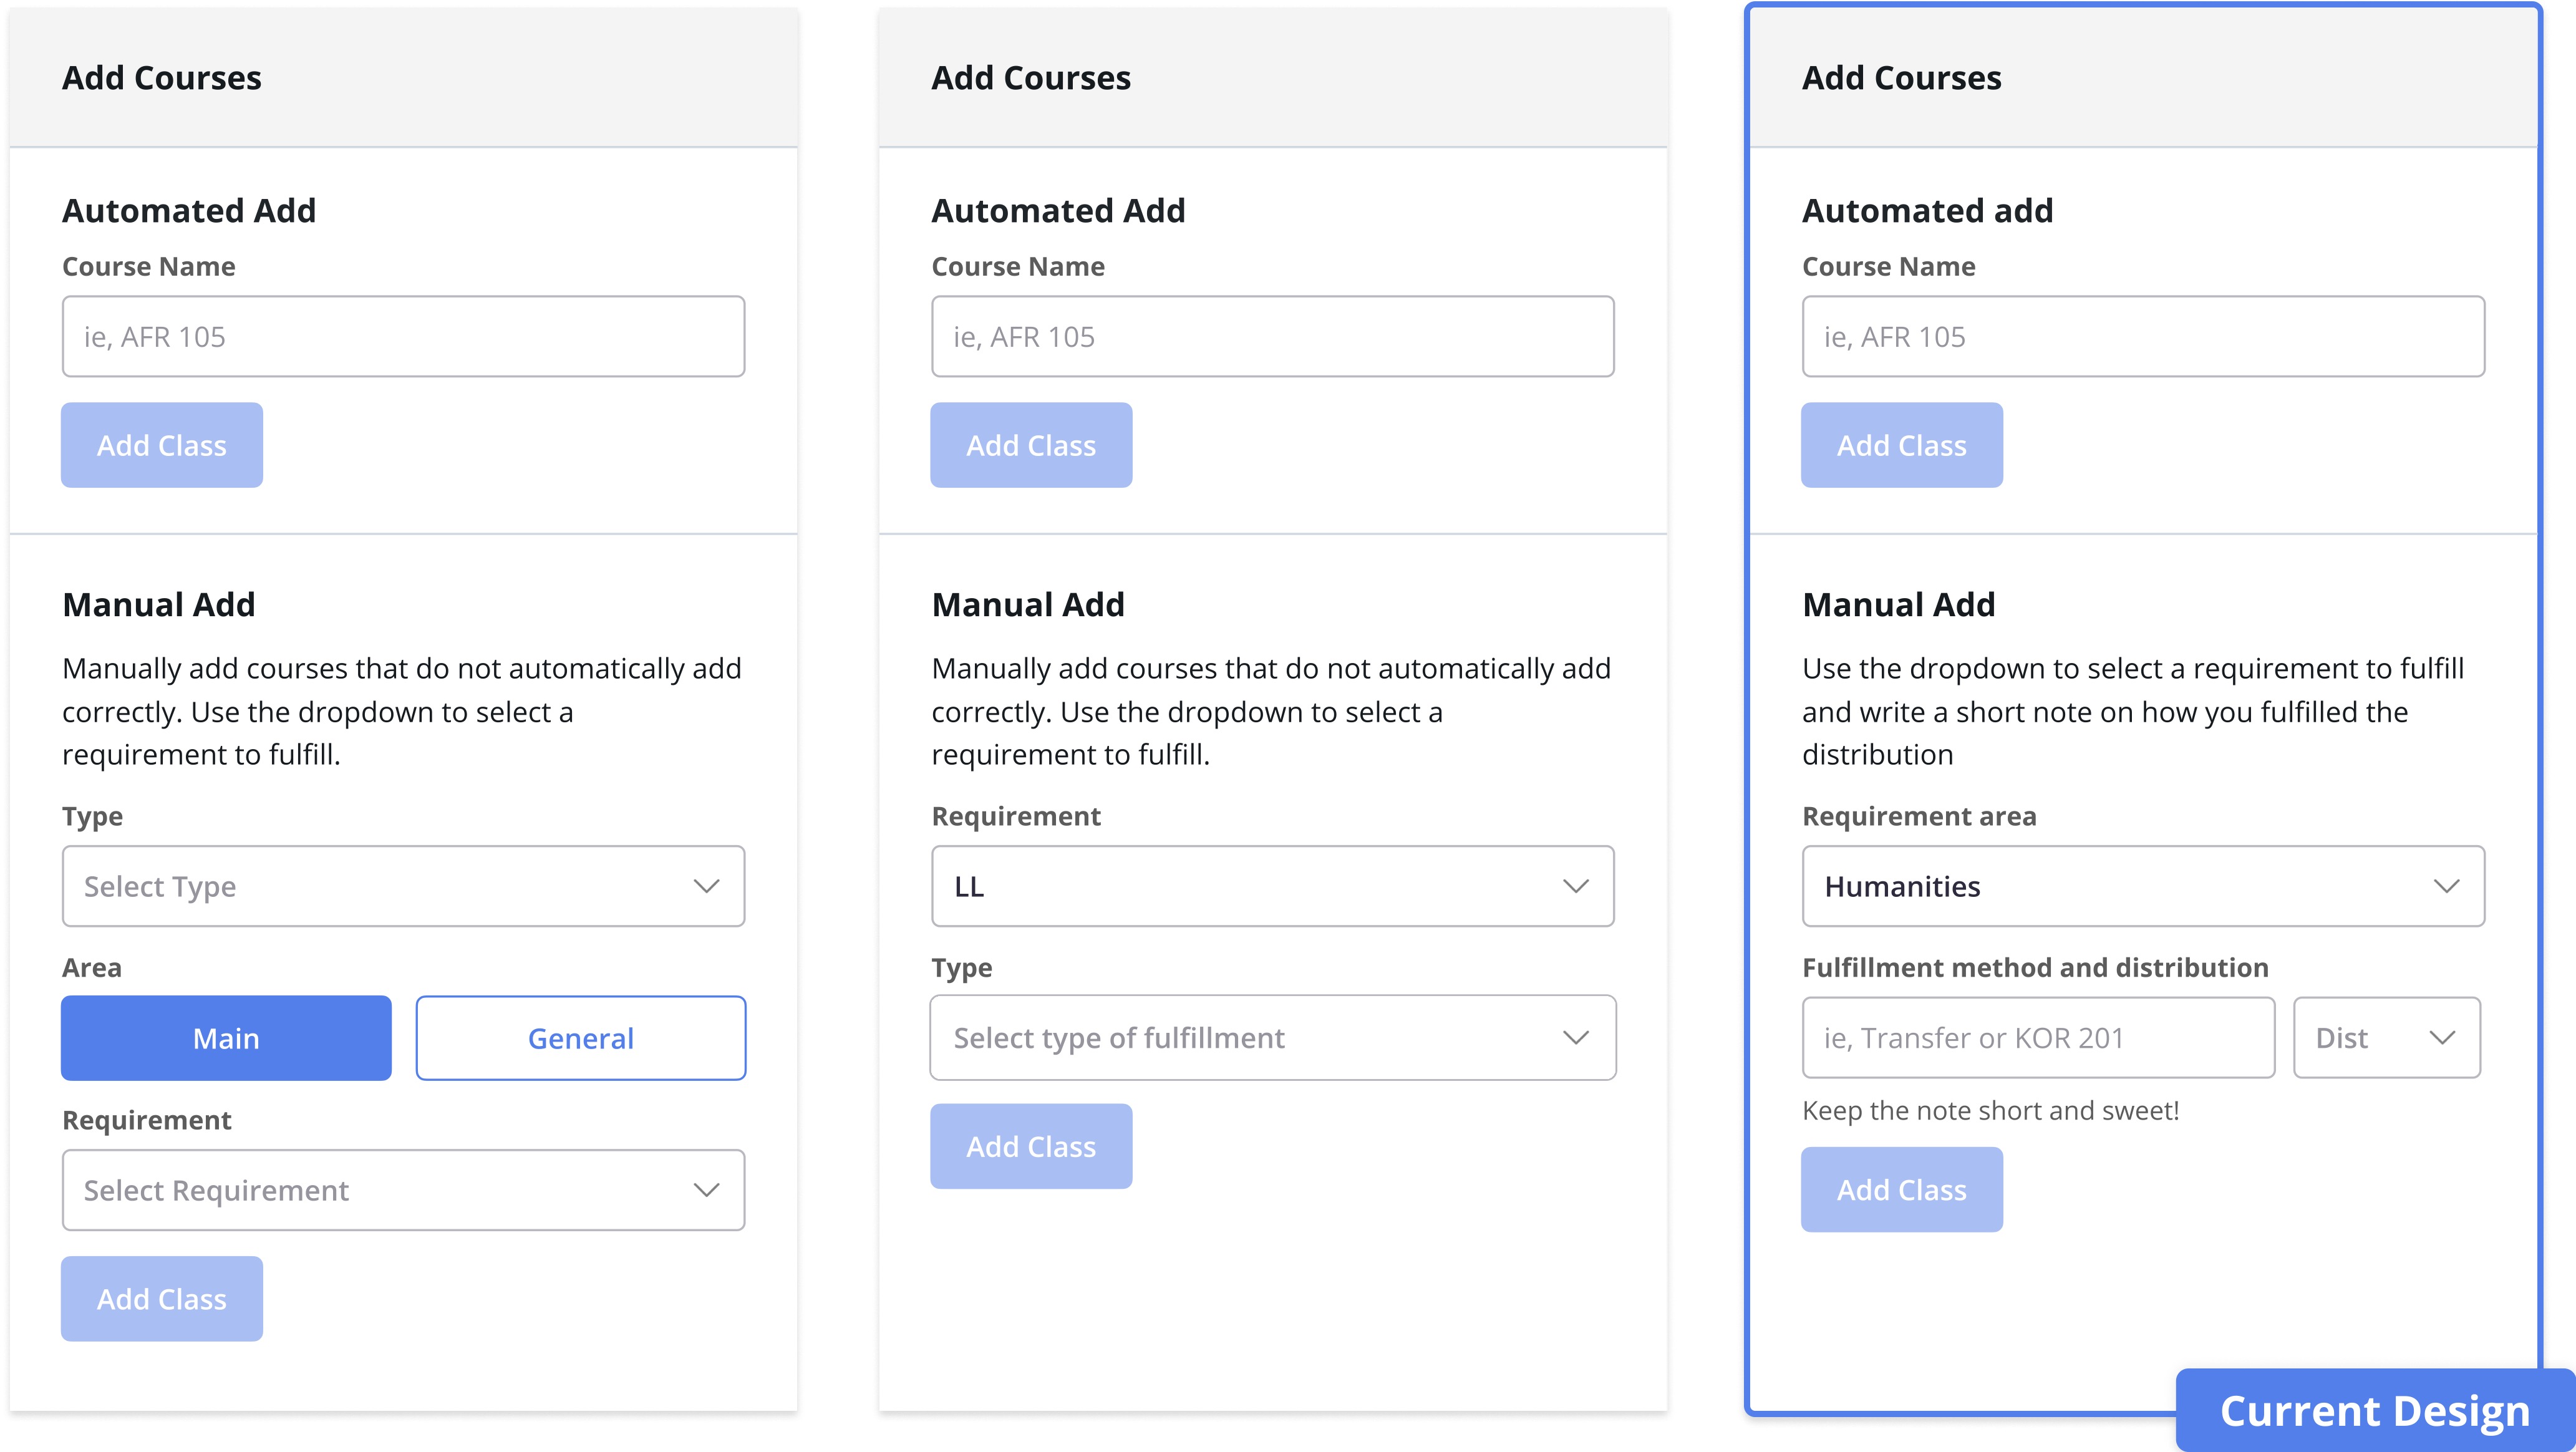 Add Courses
Automated Add
Course Name
ie, AFR 105
Add Class
Manual Add
Manually add courses that do not automatically add
correctly. Use the dropdown to select a
requirement to fulfill.
Type
Select Type
Area
Main
General
Requirement
Select Requirement
Add Class
Add Courses
Automated Add
Course Name
ie, AFR 105
Add Class
Manual Add
Manually add courses that do not automatically add
correctly. Use the dropdown to select a
requirement to fulfill.
Requirement
LL
Type
Select type of fulfillment
Add Class
Add Courses
Automated add
Course Name
ie, AFR 105
Add Class
Manual Add
Use the dropdown to select a requirement to fulfill
and write a short note on how you fulfilled the
distribution
Requirement area
Humanities
Fulfillment method and distribution
ie, Transfer or KOR 201
Dist
Keep the note short and sweet!
Add Class
Current Design